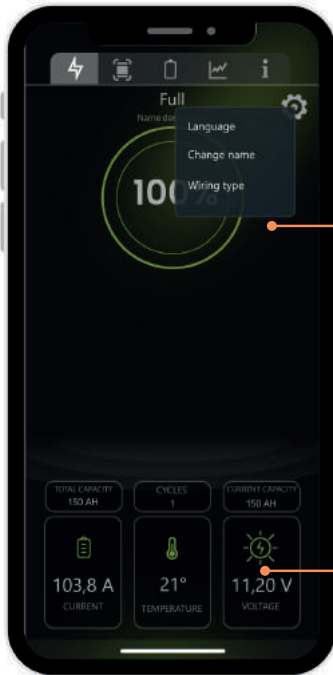 i
Full
Name
Language
Change name
Wiring type
100%
TOTAL CAPACITY
150 AH
CYCLES
1
CURRENT CAPACITY
150 AH
103,8 A
CURRENT
21°
TEMPERATURE
11,20 V
VOLTAGE